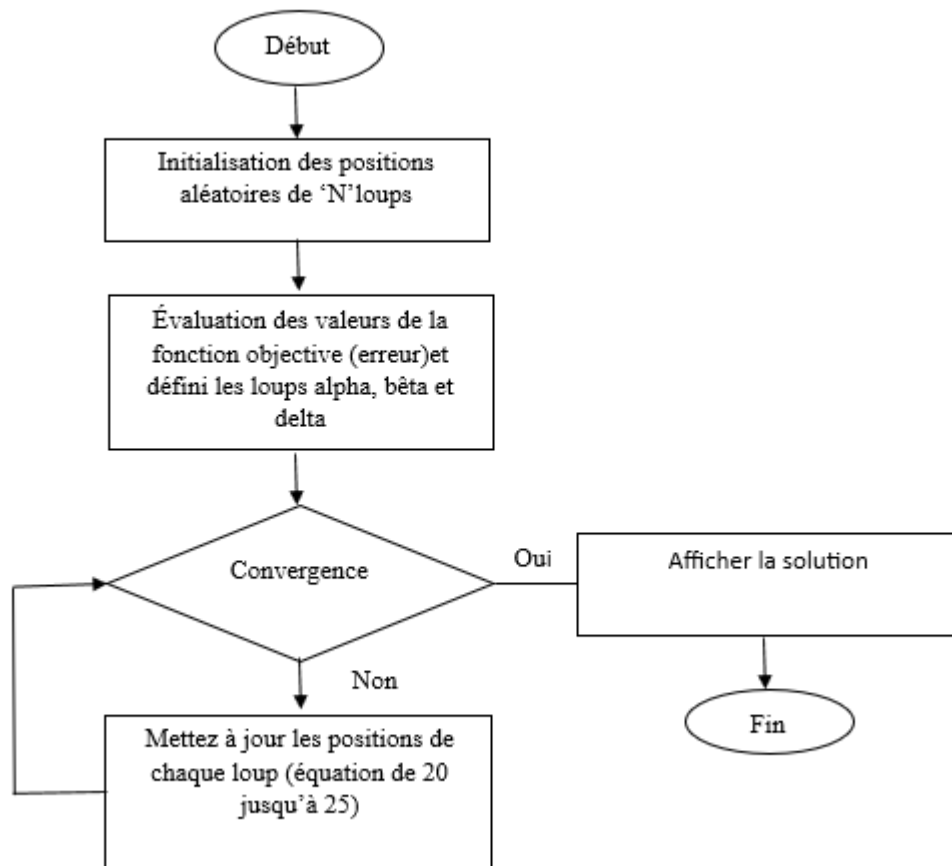 Début
Initialisation des positions
aléatoires de ‘N’loups
Évaluation des valeurs de la
fonction objective (erreur)et
défini les loups alpha, bêta et
delta
Convergence
Oui
Afficher la solution
Non
Fin
Mettez à jour les positions de
chaque loup (équation de 20
jusqu’à 25)